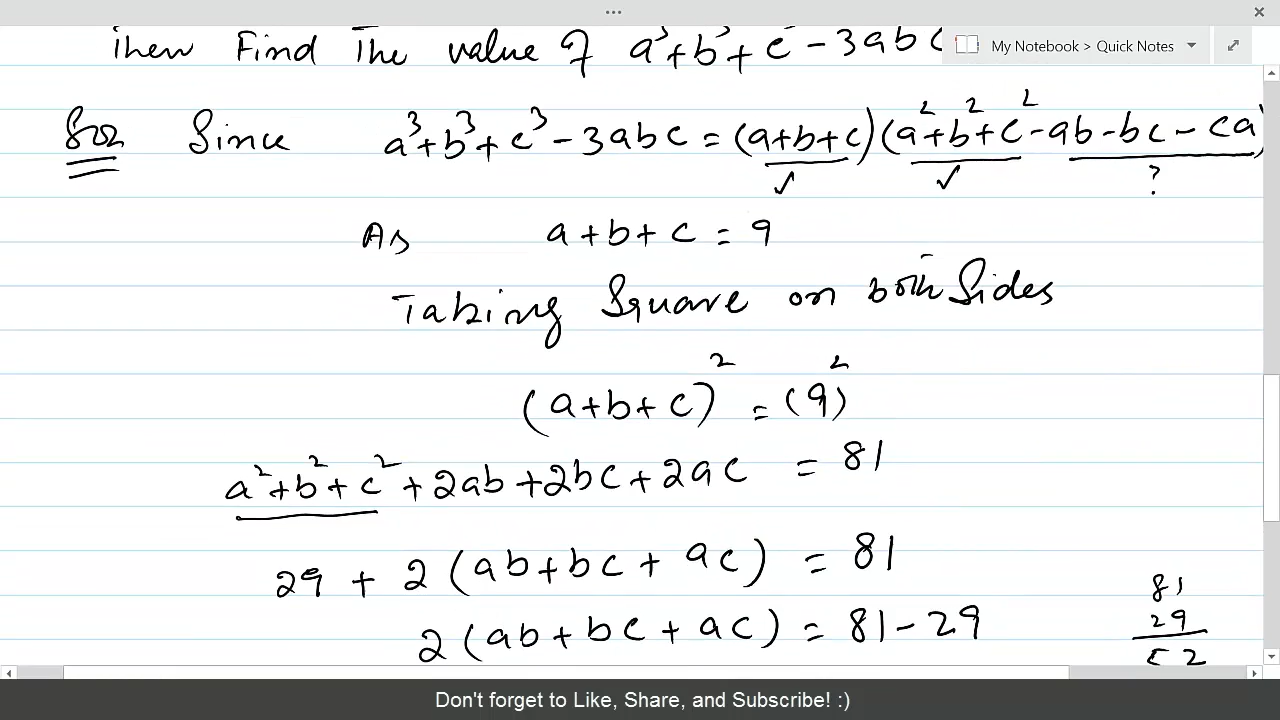 ...
×
Then Find The value of a³+b³+c³-3abc
My Notebook > Quick Notes
Soln Since a³+b³+c³-3abc = (a+b+c)(a²+b²+c²-ab-bc-ca)
✓ ✓ ?
As a+b+c = 9
Taking Square on both Sides
(a+b+c)² = (9)²
a²+b²+c²+2ab+2bc+2ac = 81
29 + 2(ab+bc+ac) = 81
2(ab+bc+ac) = 81-29
81
29
52
Don't forget to Like, Share, and Subscribe! :)